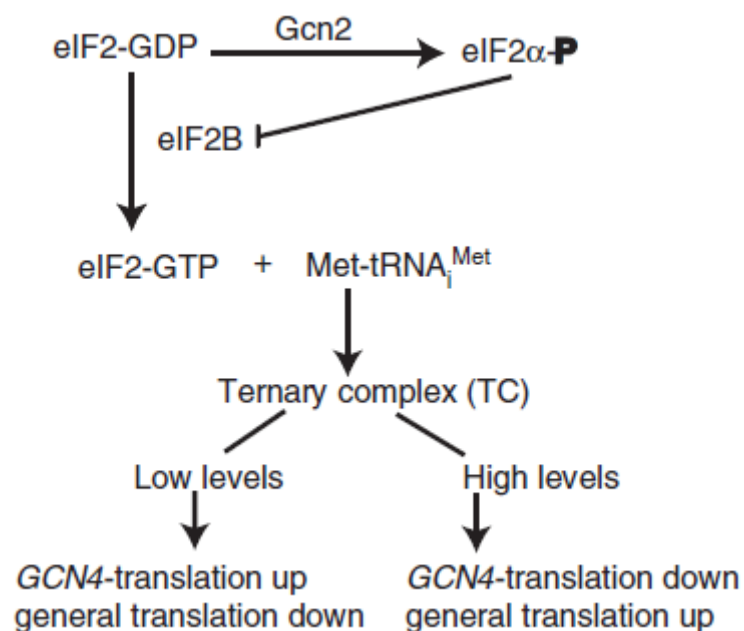 Gcn2
eIF2-GDP eIF2α-P
eIF2B
eIF2-GTP + Met-tRNAiMet
Ternary complex (TC)
Low levels High levels
GCN4-translation up GCN4-translation down
general translation down general translation up